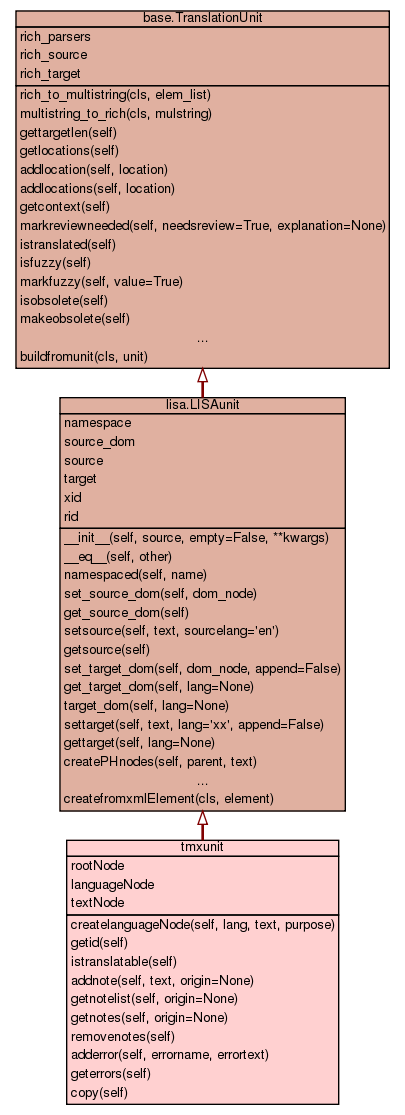 base.TranslationUnit
rich_parsers
rich_source
rich_target
rich_to_multistring(cls, elem_list)
multistring_to_rich(cls, mulstring)
gettargetlen(self)
getlocations(self)
addlocation(self, location)
addlocations(self, location)
getcontext(self)
markreviewneeded(self, needsreview=True, explanation=None)
istranslated(self)
isfuzzy(self)
markfuzzy(self, value=True)
isobsolete(self)
makeobsolete(self)
...
buildfromunit(cls, unit)
lisa.LISAunit
namespace
source_dom
source
target
xid
rid
__init__(self, source, empty=False, **kwargs)
__eq__(self, other)
namespaced(self, name)
set_source_dom(self, dom_node)
get_source_dom(self)
setsource(self, text, sourcelang='en')
getsource(self)
set_target_dom(self, dom_node, append=False)
get_target_dom(self, lang=None)
target_dom(self, lang=None)
settarget(self, text, lang='xx', append=False)
gettarget(self, lang=None)
createPHnodes(self, parent, text)
...
createfromxmlElement(cls, element)
tmxunit
rootNode
languageNode
textNode
createlanguageNode(self, lang, text, purpose)
getid(self)
istranslatable(self)
addnote(self, text, origin=None)
getnotelist(self, origin=None)
getnotes(self, origin=None)
removenotes(self)
adderror(self, errorname, errortext)
geterrors(self)
copy(self)